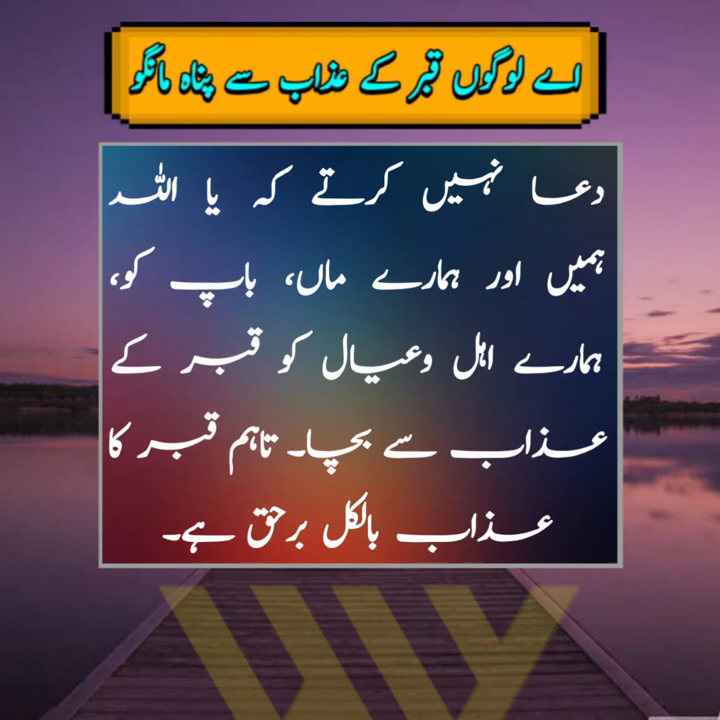 اے لوگوں قبر کے عذاب سے پناہ مانگو
دعا نہیں کرتے کہ یا اللہ
ہمیں اور ہمارے ماں، باپ کو،
ہمارے اہل وعیال کو قبر کے
عذاب سے بچا۔ تاہم قبر کا
عذاب بالکل برحق ہے۔